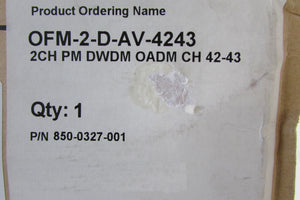 Product Ordering Name
OFM-2-D-AV-4243
2CH PM DWDM OADM CH 42-43
Qty: 1
P/N 850-0327-001